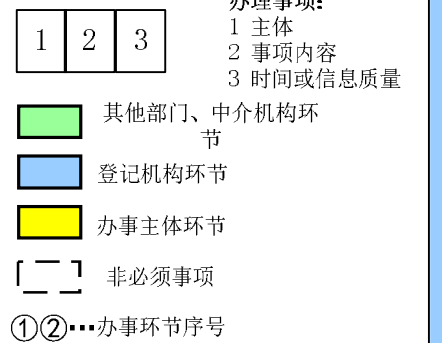 办理事项:
1 2 3
1 主体
2 事项内容
3 时间或信息质量
其他部门、中介机构环
节
登记机构环节
办事主体环节
非必须事项
①②…办事环节序号